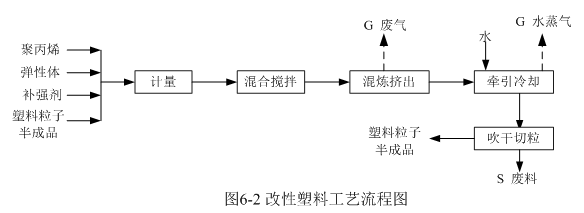 G 废气
G 水蒸气
水
聚丙烯
弹性体
补强剂
塑料粒子
半成品
计量
混合搅拌
混炼挤出
牵引冷却
塑料粒子
半成品
吹干切粒
S 废料
图6-2 改性塑料工艺流程图